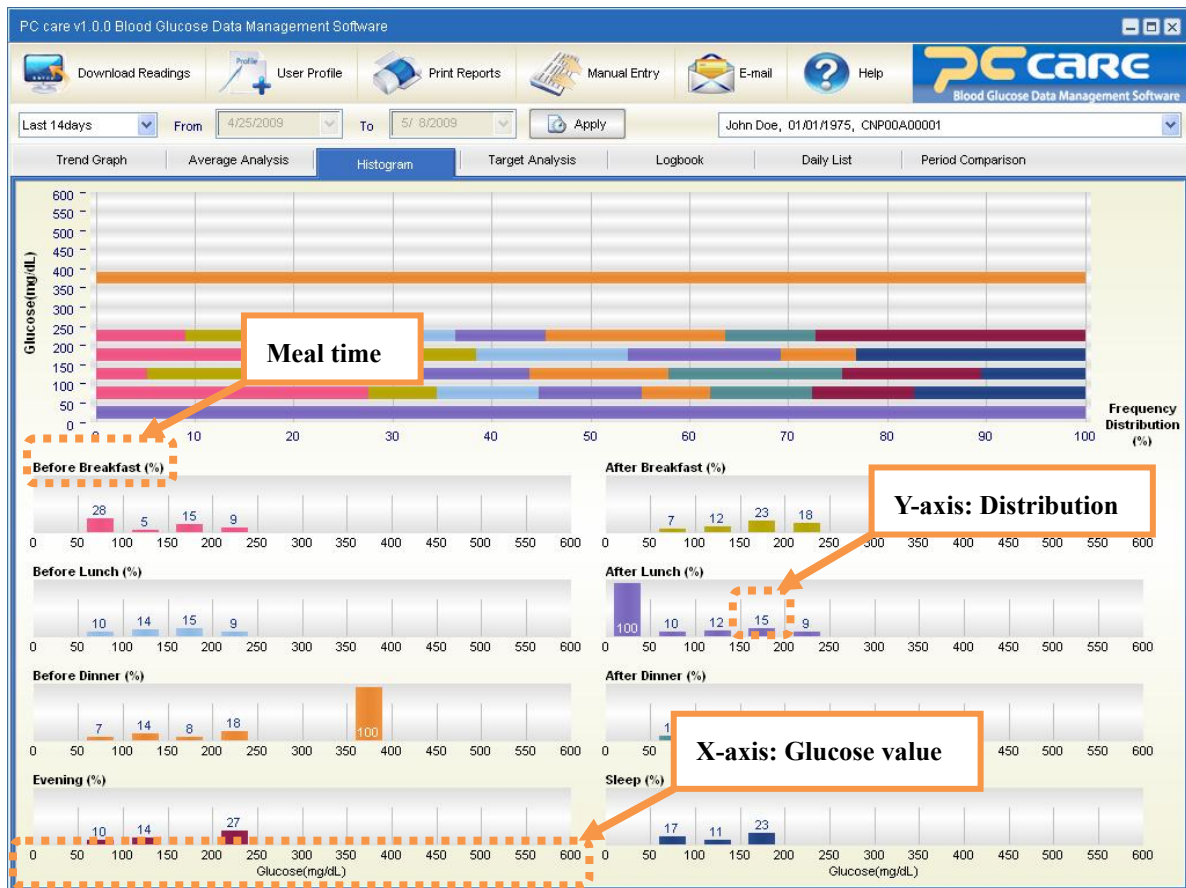 PC care v1.0.0 Blood Glucose Data Management Software
Download Readings Profile User Profile Print Reports Manual Entry E-mail Help PC CARE
Blood Glucose Data Management Software
Last 14days From 4/25/2009 To 5/ 8/2009 Apply John Doe, 01/01/1975, CNP00A00001
Trend Graph Average Analysis Histogram Target Analysis Logbook Daily List Period Comparison
Glucose(mg/dL)
600
550
500
450
400
350
300
250
200
150
100
50
0
Meal time
0 10 20 30 40 50 60 70 80 90 100
Frequency
Distribution
(%)
Before Breakfast (%)
28 5 15 9
0 50 100 150 200 250 300 350 400 450 500 550 600
After Breakfast (%)
7 12 23 18
0 50 100 150 200 250 300 350 400 450 500 550 600
Y-axis: Distribution
Before Lunch (%)
10 14 15 9
0 50 100 150 200 250 300 350 400 450 500 550 600
After Lunch (%)
100 10 12 15 9
0 50 100 150 200 250 300 350 400 450 500 550 600
Before Dinner (%)
7 14 8 18 100
0 50 100 150 200 250 300 350 400 450 500 550 600
After Dinner (%)
0 50 450 500 550 600
X-axis: Glucose value
Evening (%)
10 14 27
0 50 100 150 200 250 300 350 400 450 500 550 600
Glucose(mg/dL)
Sleep (%)
17 11 23
0 50 100 150 200 250 300 350 400 450 500 550 600
Glucose(mg/dL)